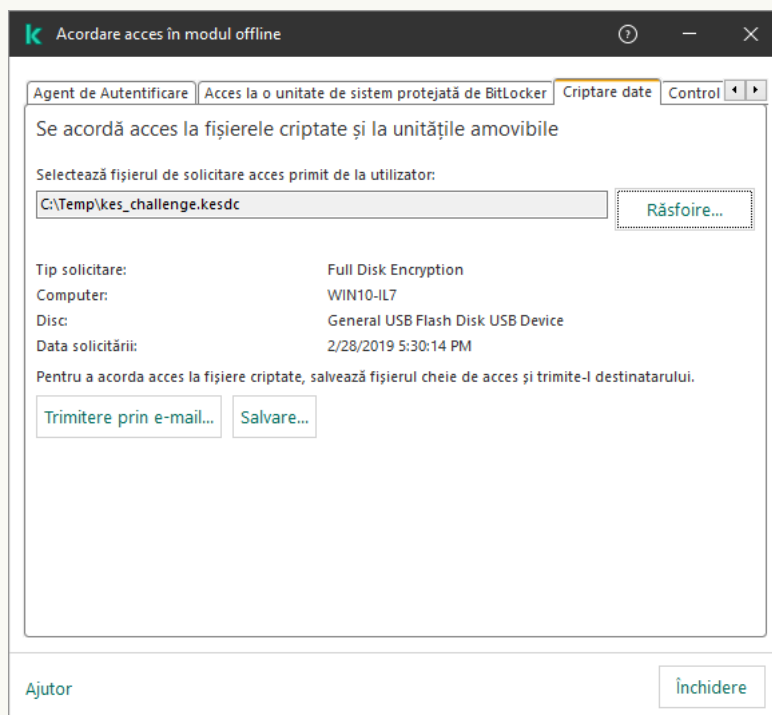 Acordare acces în modul offline
Agent de Autentificare Acces la o unitate de sistem protejată de BitLocker Criptare date Control
Se acordă acces la fișierele criptate și la unitățile amovibile
Selectează fișierul de solicitare acces primit de la utilizator:
C:\Temp\kes_challenge.kesdc Răsfoire...
Tip solicitare: Full Disk Encryption
Computer: WIN10-IL7
Disc: General USB Flash Disk USB Device
Data solicitării: 2/28/2019 5:30:14 PM
Pentru a acorda acces la fișiere criptate, salvează fișierul cheie de acces și trimite-l destinatarului.
Trimitere prin e-mail... Salvare...
Ajutor Închidere